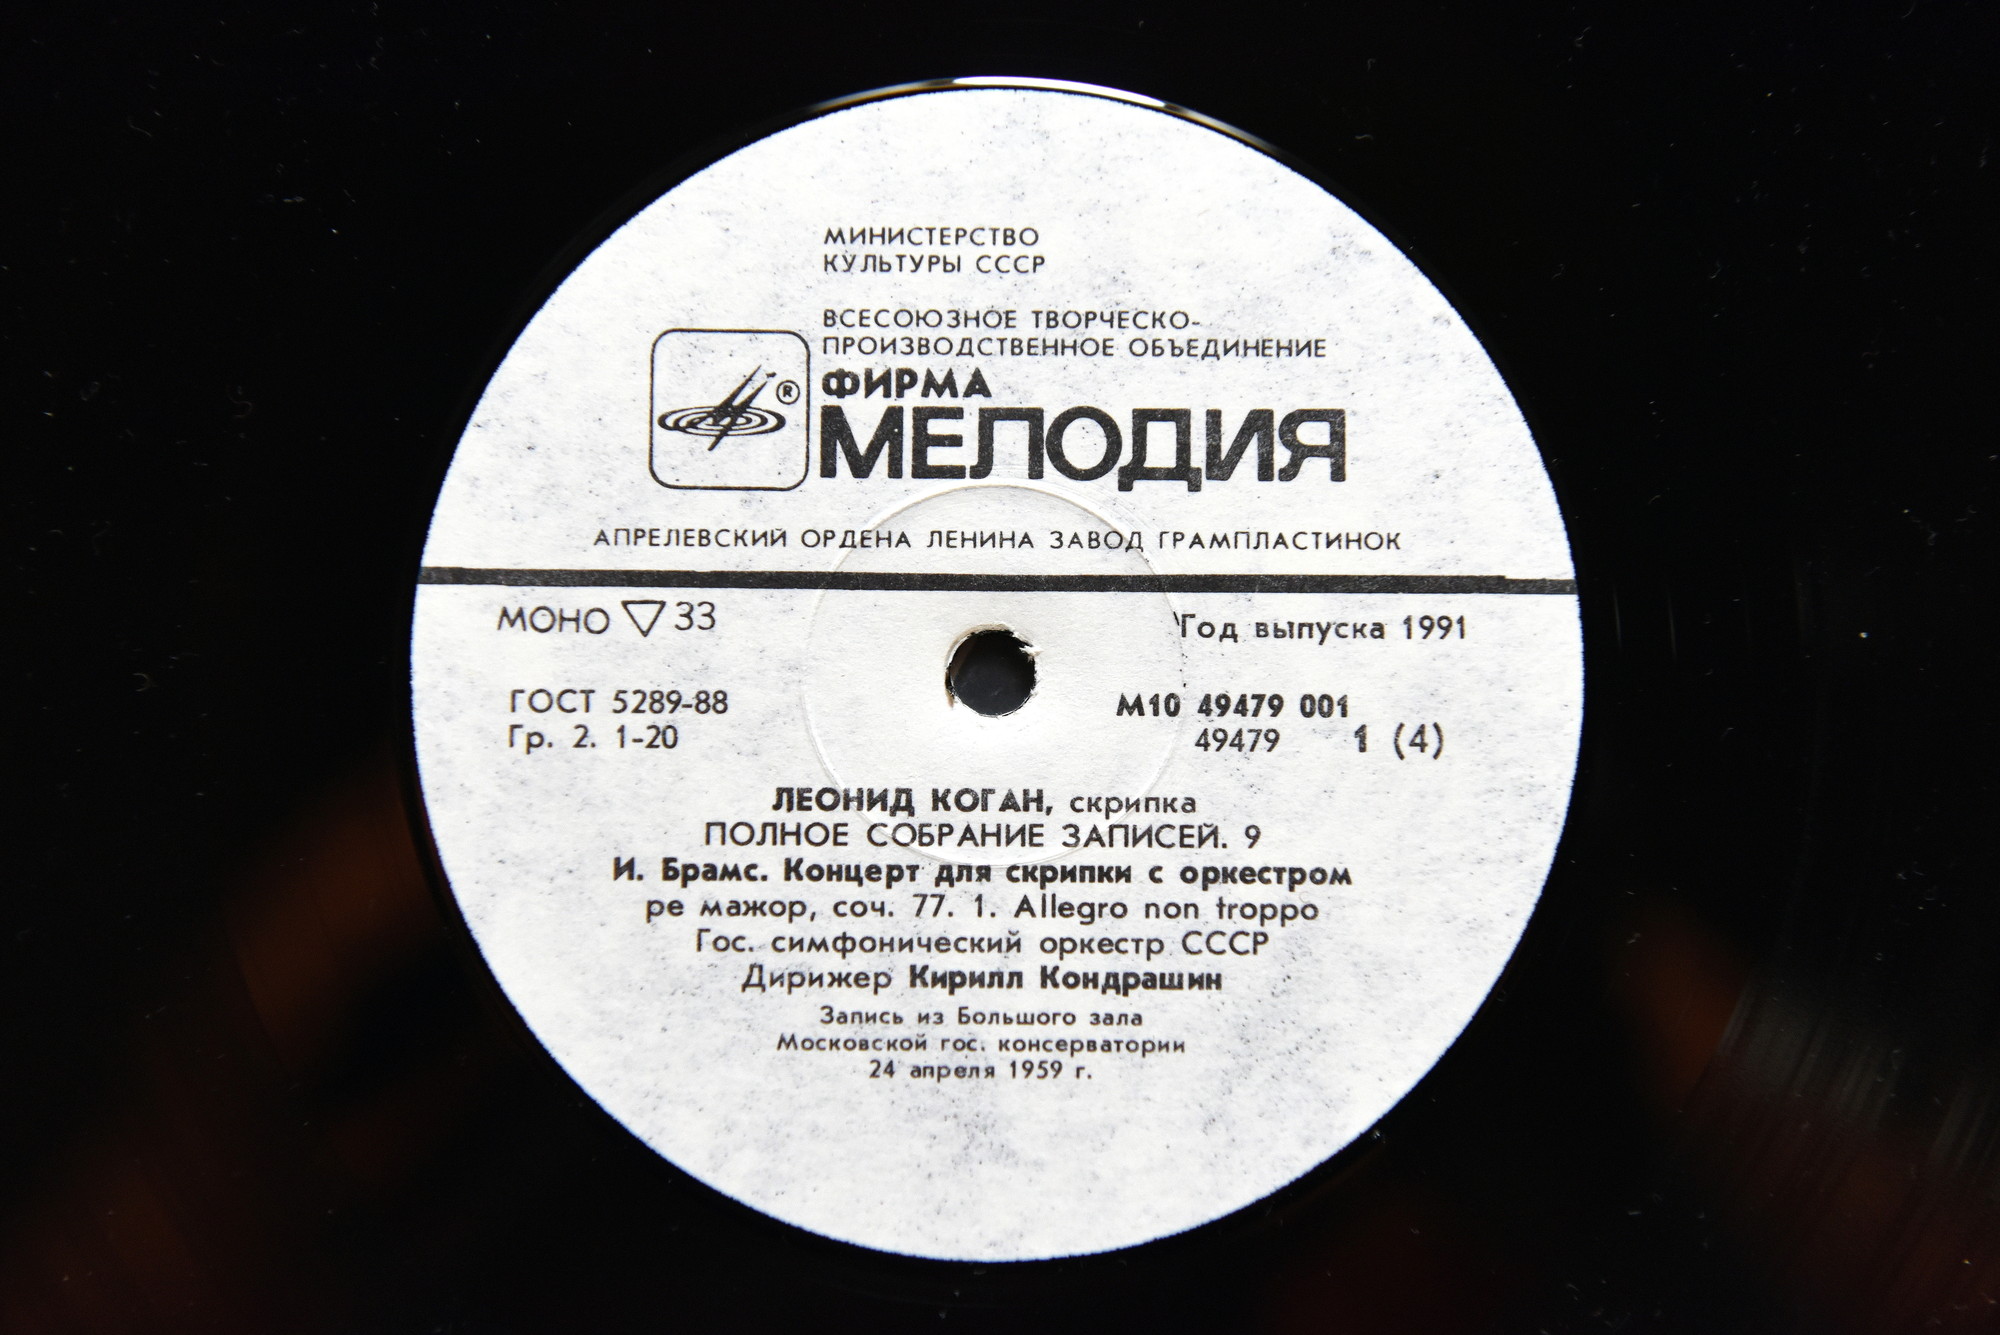 МИНИСТЕРСТВО
КУЛЬТУРЫ СССР
ВСЕСОЮЗНОЕ ТВОРЧЕСКО-
ПРОИЗВОДСТВЕННОЕ ОБЪЕДИНЕНИЕ
®
ФИРМА
МЕЛОДИЯ
АПРЕЛЕВСКИЙ ОРДЕНА ЛЕНИНА ЗАВОД ГРАМПЛАСТИНОК
МОНО ▽ 33
Год выпуска 1991
ГОСТ 5289-88
Гр. 2. 1-20
М10 49479 001
49479 1 (4)
ЛЕОНИД КОГАН, скрипка
ПОЛНОЕ СОБРАНИЕ ЗАПИСЕЙ. 9
И. Брамс. Концерт для скрипки с оркестром
ре мажор, соч. 77. 1. Allegro non troppo
Гос. симфонический оркестр СССР
Дирижер Кирилл Кондрашин
Запись из Большого зала
Московской гос. консерватории
24 апреля 1959 г.